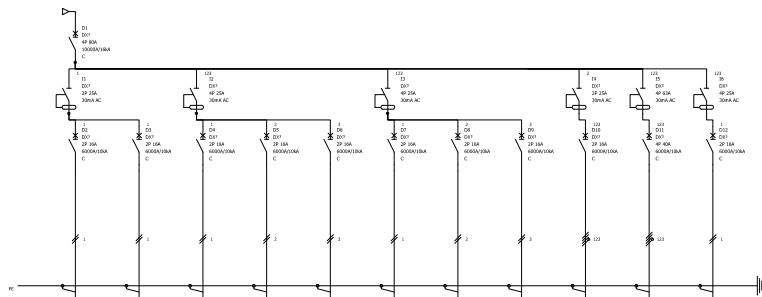 D1
DX³
4P 80A
10000A/16kA
C
1
I1
DX³
2P 25A
30mA AC
123
I2
DX³
4P 25A
30mA AC
123
I3
DX³
4P 25A
30mA AC
2
I4
DX³
2P 25A
30mA AC
123
I5
DX³
4P 63A
30mA AC
123
I6
DX³
4P 25A
30mA AC
1
D2
DX³
2P 16A
6000A/10kA
C
1
D3
DX³
2P 16A
6000A/10kA
C
1
D4
DX³
2P 16A
6000A/10kA
C
2
D5
DX³
2P 16A
6000A/10kA
C
3
D6
DX³
2P 16A
6000A/10kA
C
1
D7
DX³
2P 16A
6000A/10kA
C
2
D8
DX³
2P 16A
6000A/10kA
C
3
D9
DX³
2P 16A
6000A/10kA
C
123
D10
DX³
2P 16A
6000A/10kA
C
123
D11
DX³
4P 40A
6000A/10kA
C
D12
DX³
2P 16A
6000A/10kA
C
1
1
1
2
3
1
2
3
123
123
1
PE